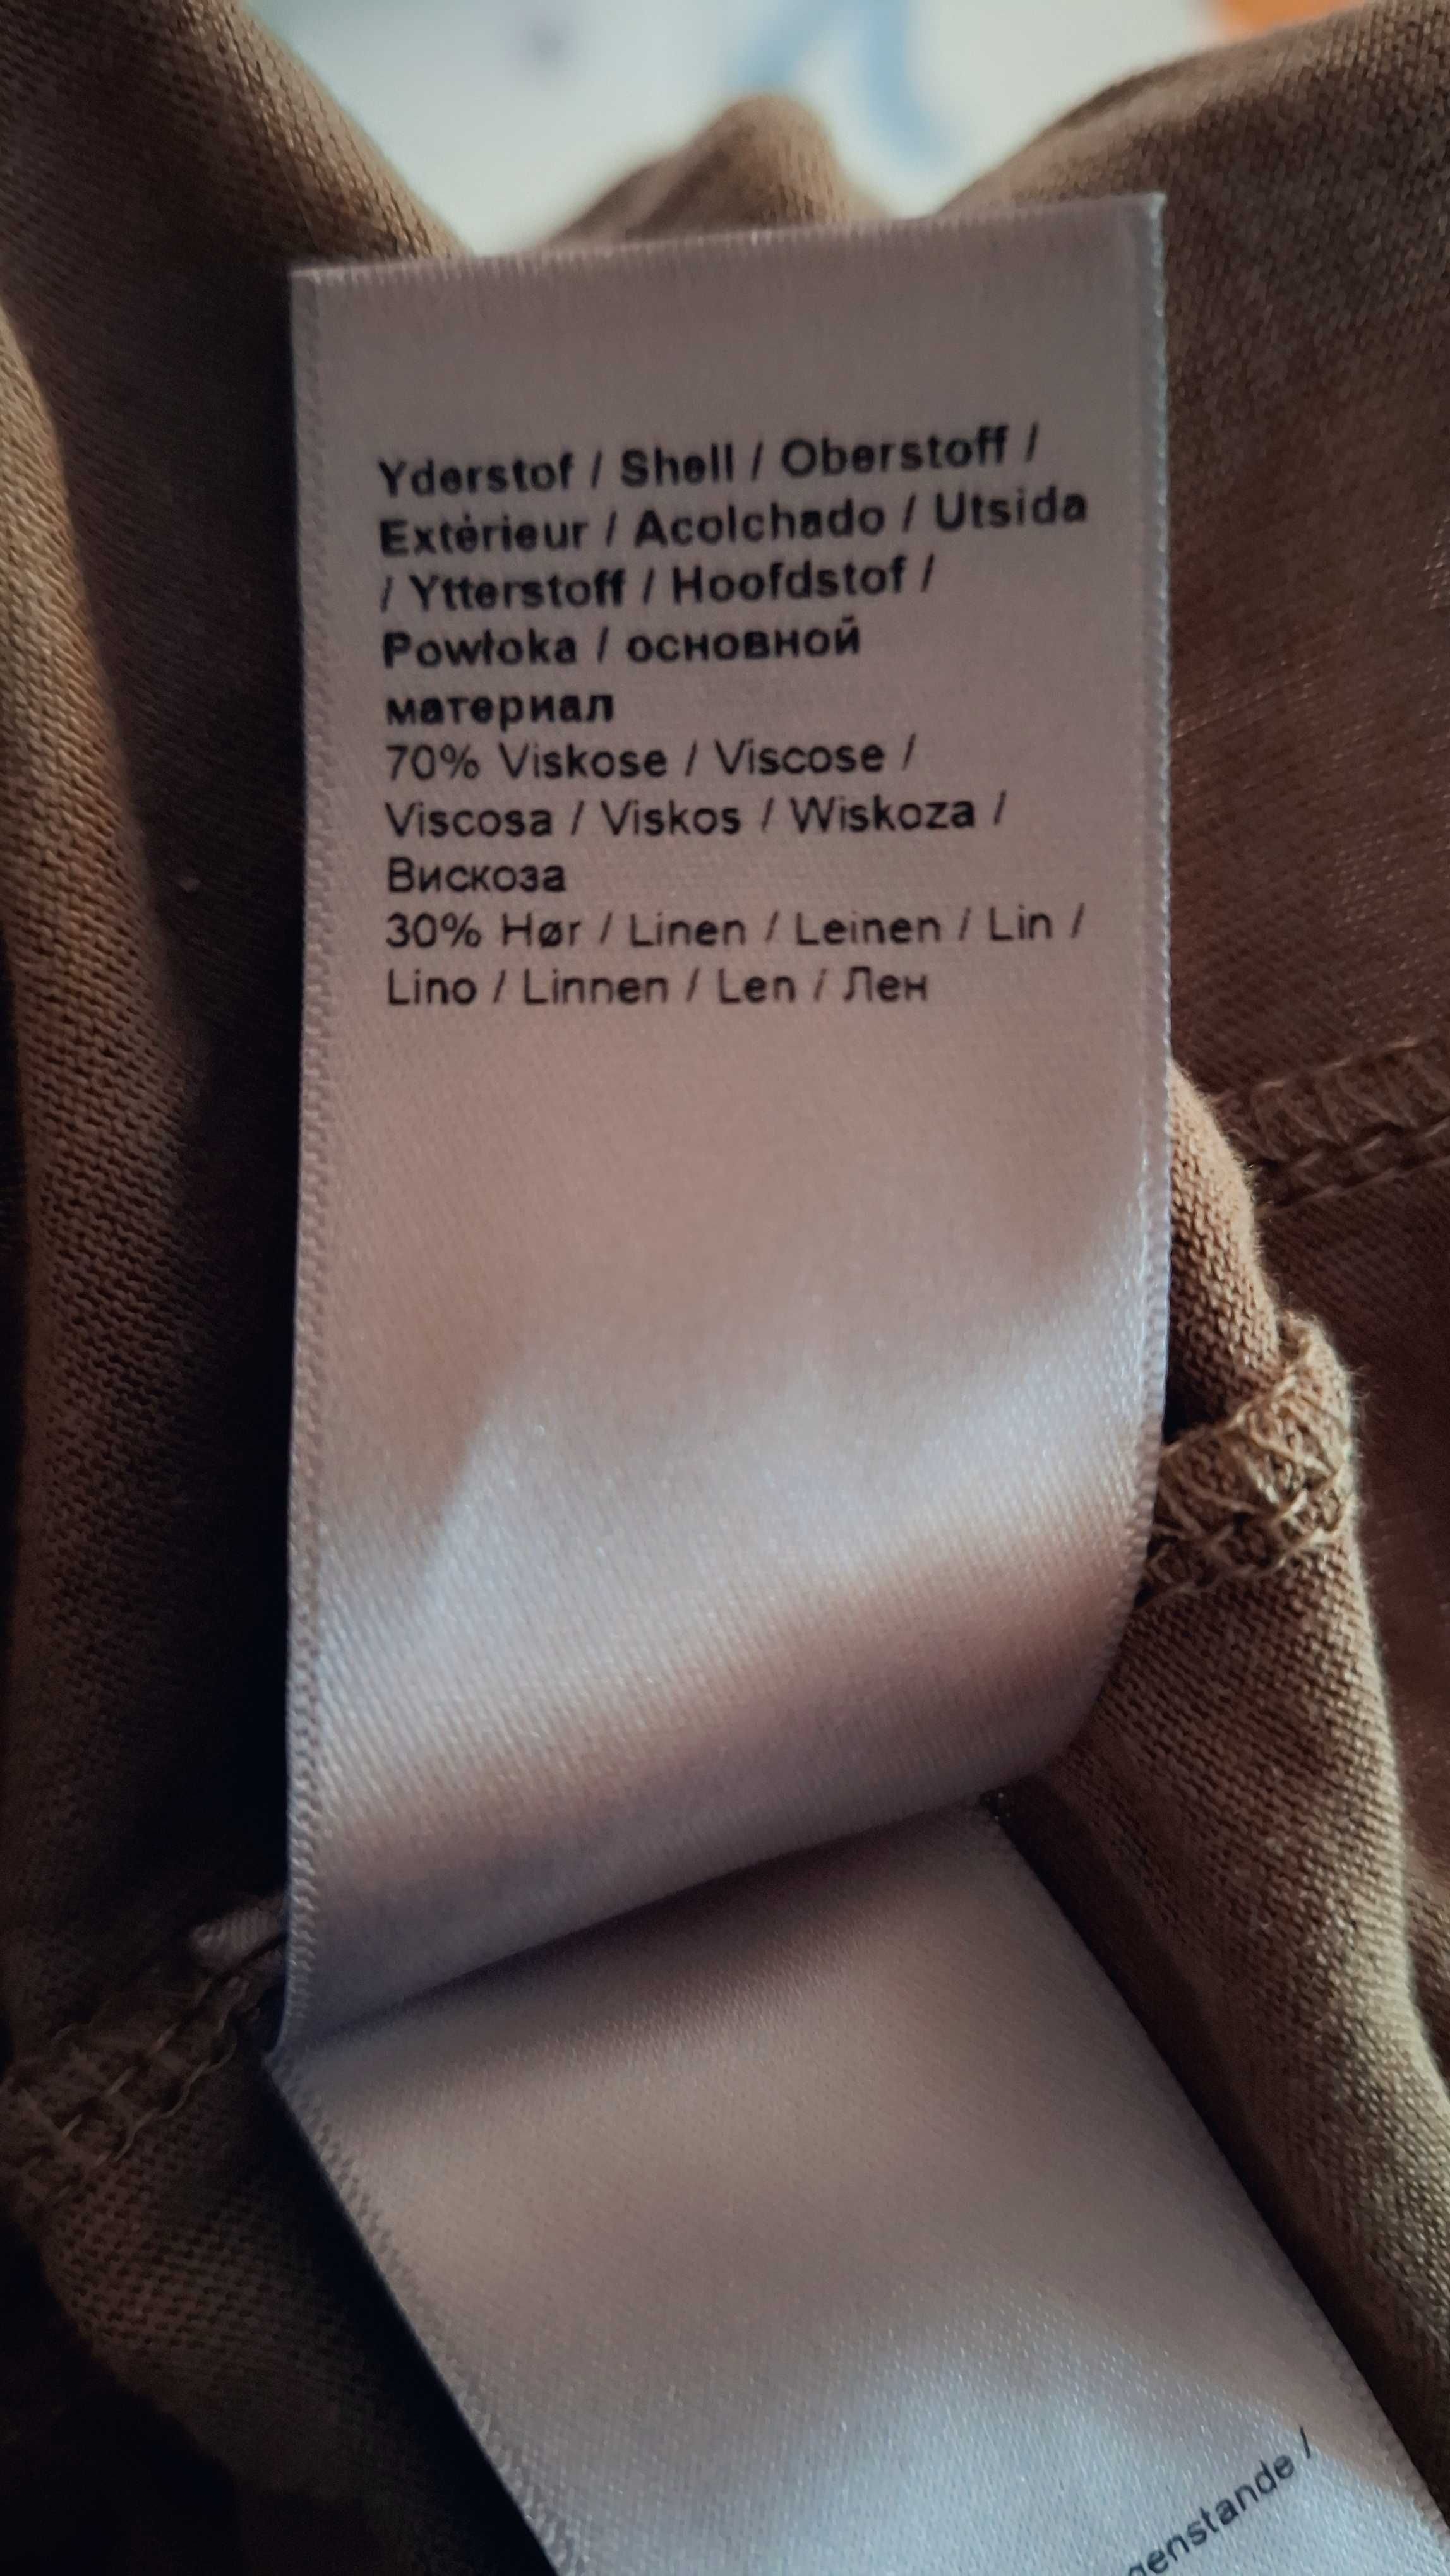 Yderstof / Shell / Oberstoff /
Extérieur / Acolchado / Utsida
/ Ytterstoff / Hoofdstof /
Powłoka / основной
материал
70% Viskose / Viscose /
Viscosa / Viskos / Wiskoza /
Вискоза
30% Hør / Linen / Leinen / Lin /
Lino / Linnen / Len / Лен